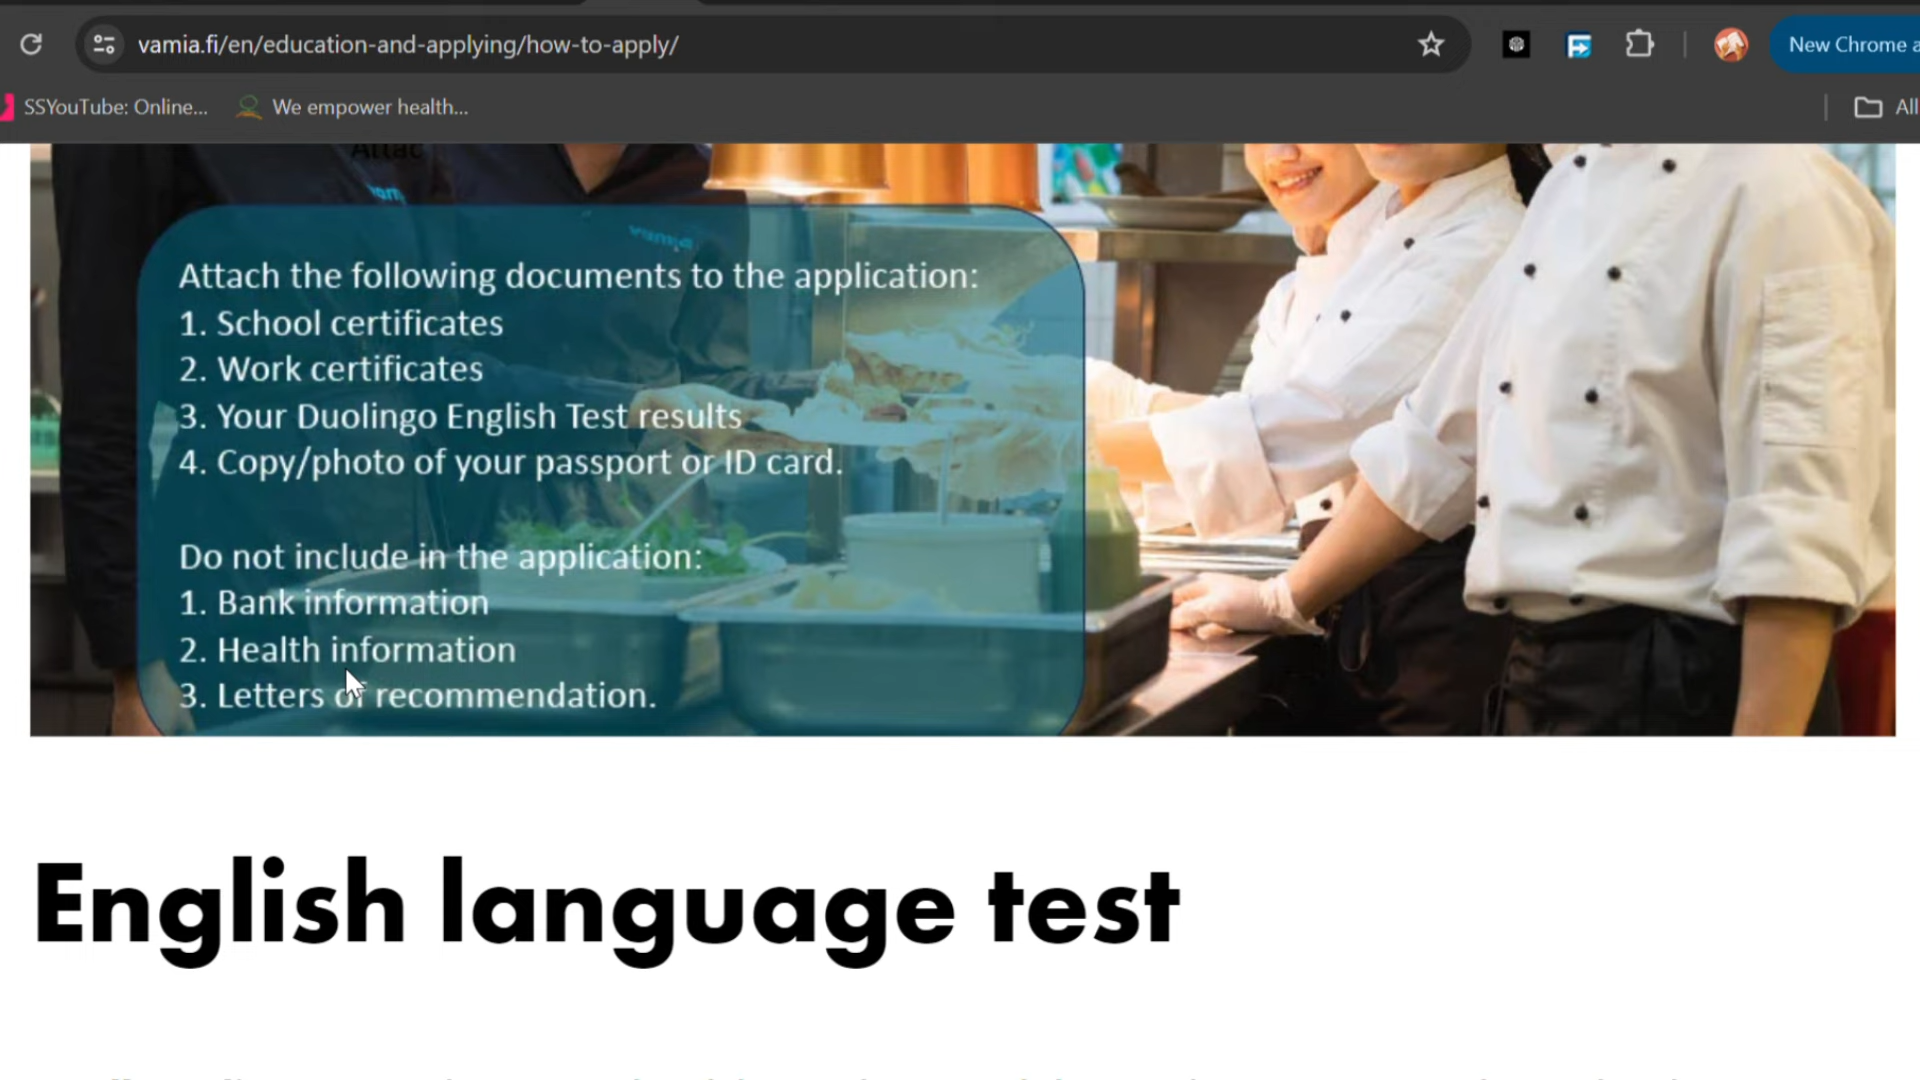 vamia.fi/en/education-and-applying/how-to-apply/
New Chrome a
SSYouTube: Online...
We empower health...
All
Attac
vamia
Attach the following documents to the application:
1. School certificates
2. Work certificates
3. Your Duolingo English Test results
4. Copy/photo of your passport or ID card.
Do not include in the application:
1. Bank information
2. Health information
3. Letters of recommendation.
English language test